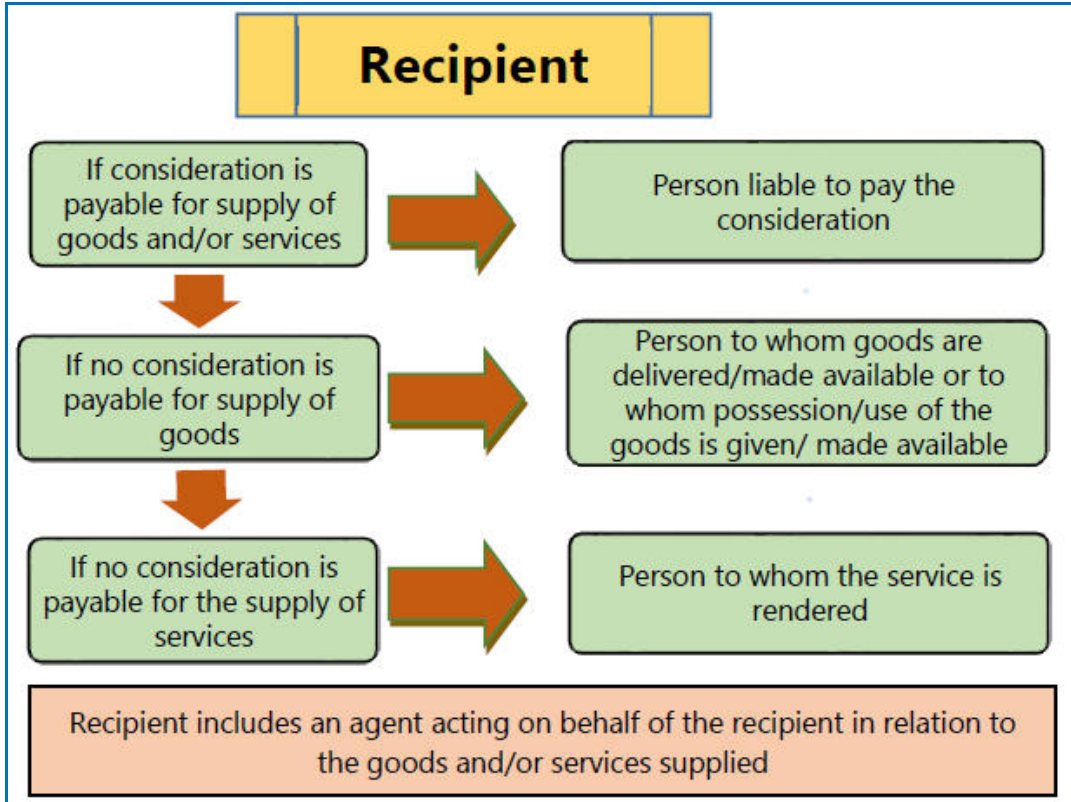 Recipient
If consideration is
payable for supply of
goods and/or services
Person liable to pay the
consideration
If no consideration is
payable for supply of
goods
Person to whom goods are
delivered/made available or to
whom possession/use of the
goods is given/ made available
If no consideration is
payable for the supply of
services
Person to whom the service is
rendered
Recipient includes an agent acting on behalf of the recipient in relation to
the goods and/or services supplied